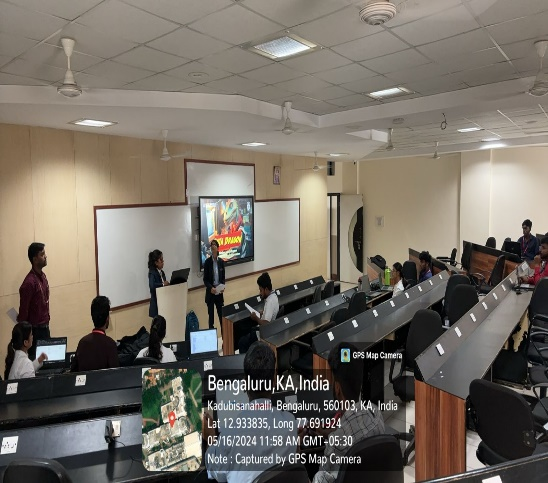 DRAGON
GPS Map Camera
Bengaluru,KA,India
Kadubisanahalli, Bengaluru, 560103, KA, India
Lat 12.933835, Long 77.691924
05/16/2024 11:58 AM GMT+05:30
Note : Captured by GPS Map Camera